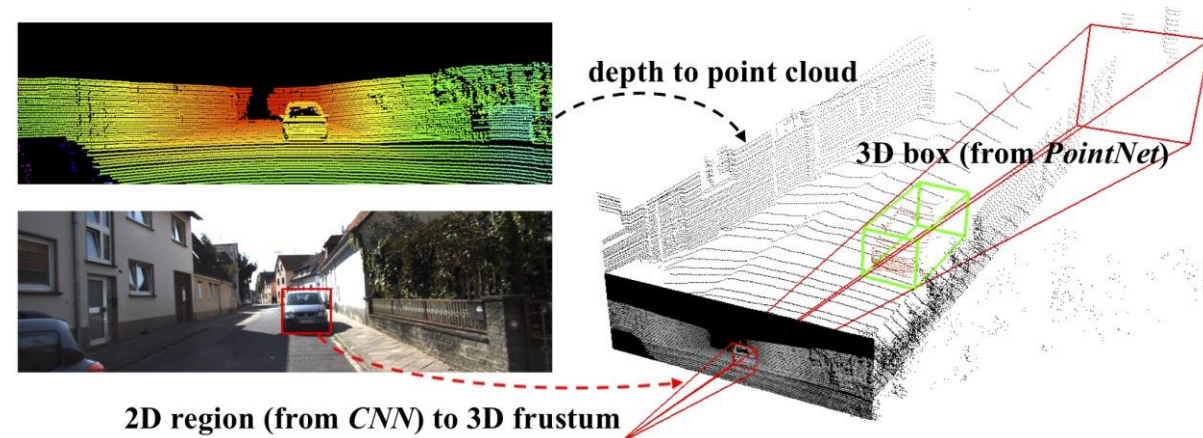 depth to point cloud
3D box (from PointNet)
2D region (from CNN) to 3D frustum